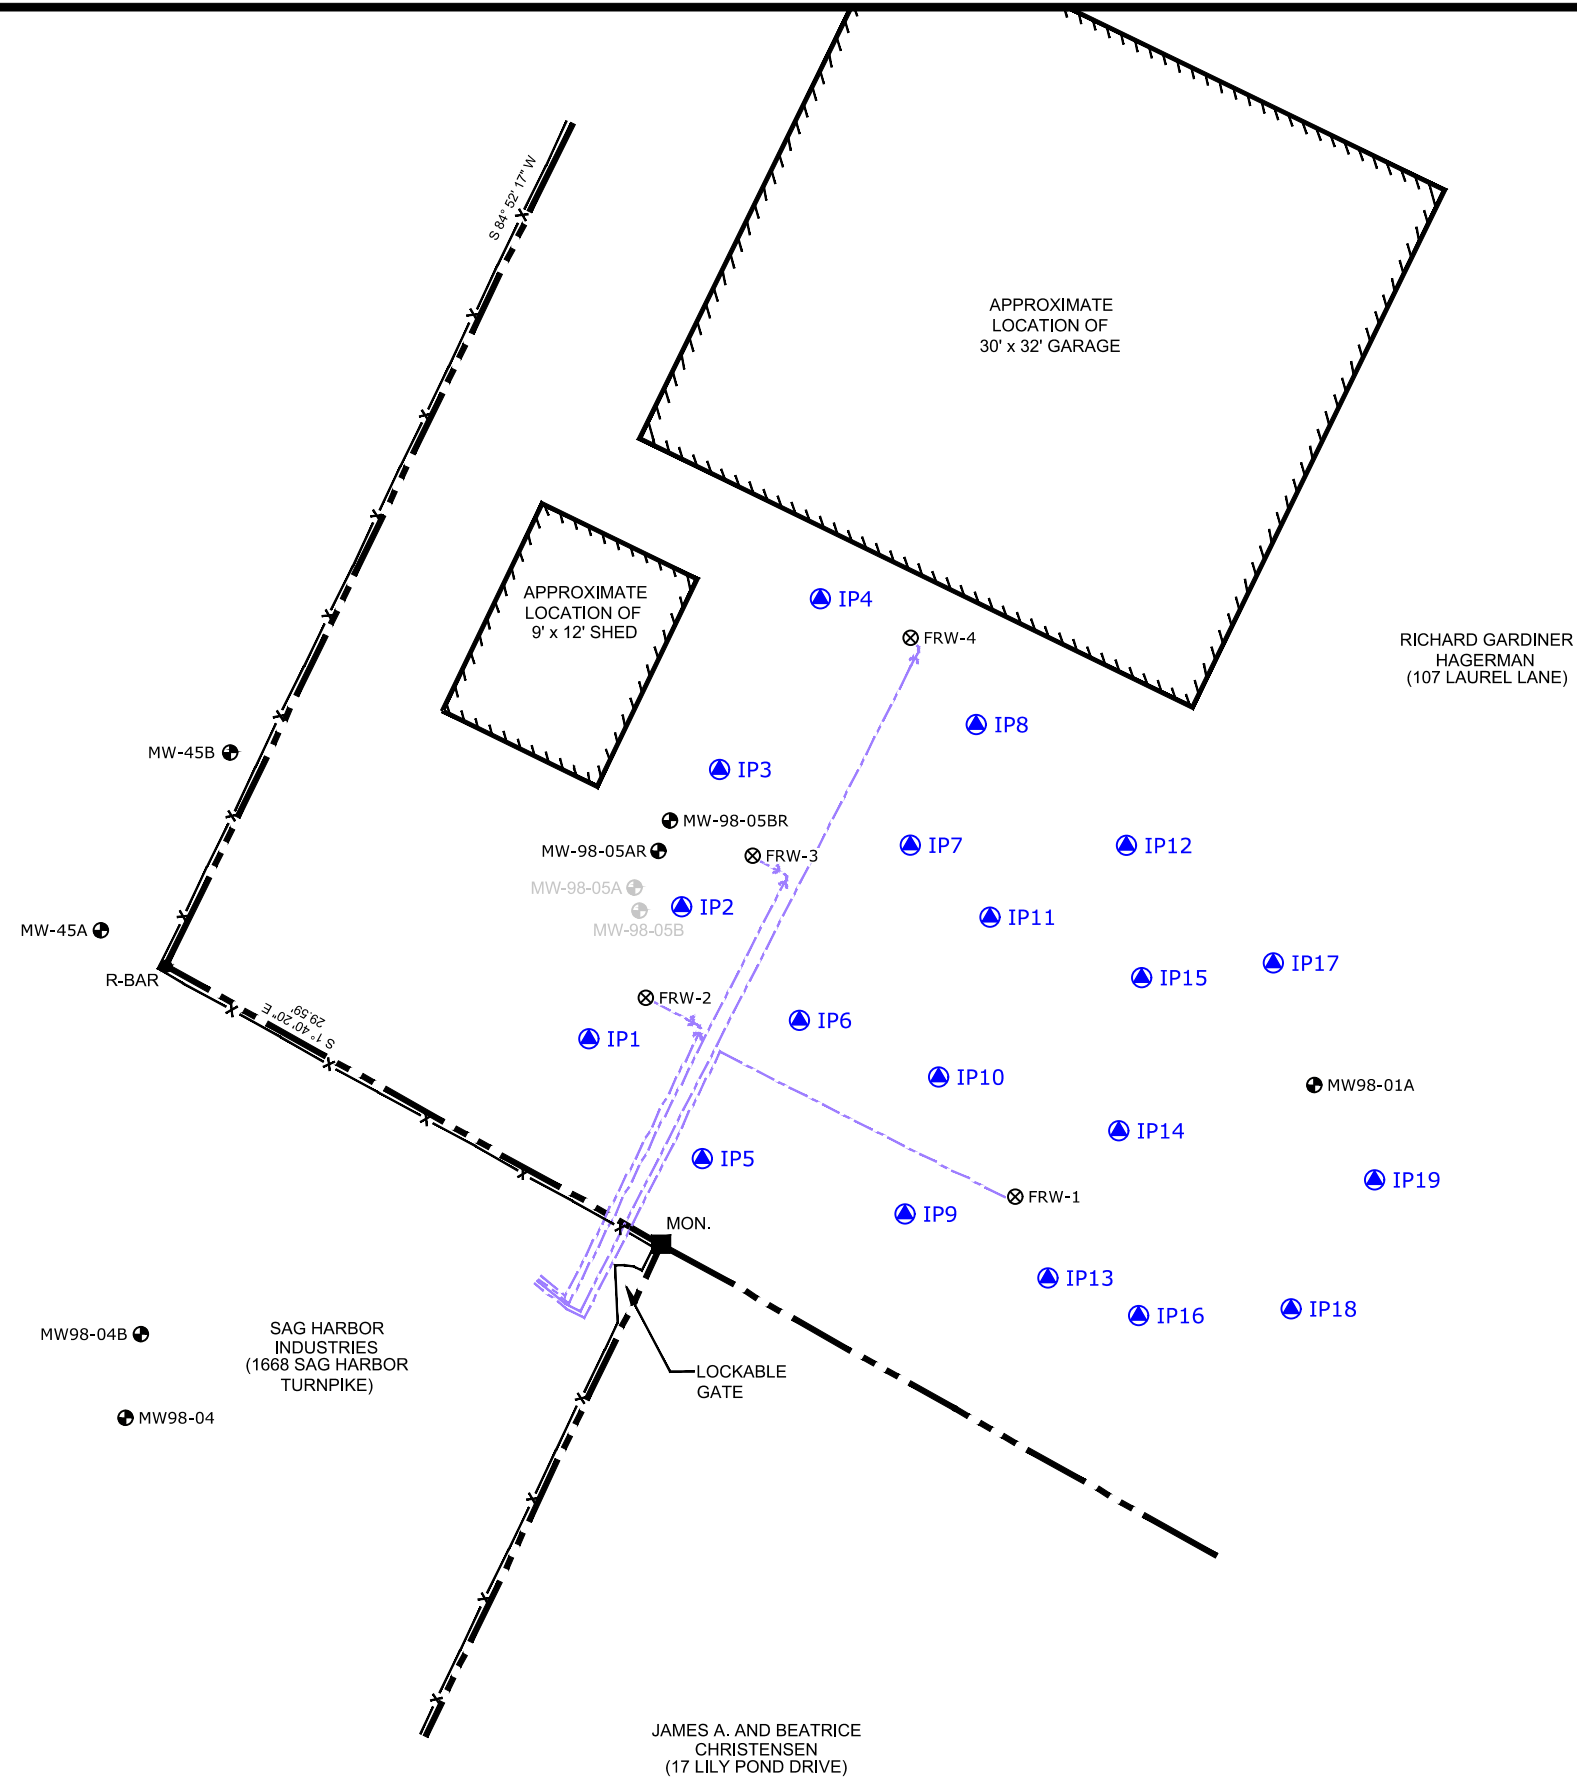 S 84° 52' 17" W
APPROXIMATE
LOCATION OF
30' x 32' GARAGE
APPROXIMATE
LOCATION OF
9' x 12' SHED
IP4
FRW-4
RICHARD GARDINER
HAGERMAN
(107 LAUREL LANE)
IP8
MW-45B
IP3
MW-98-05BR
MW-98-05AR
FRW-3
IP7
IP12
MW-98-05A
IP2
MW-98-05B
IP11
MW-45A
R-BAR
IP15
IP17
FRW-2
S 1° 40' 20" E
29.59'
IP1
IP6
IP10
MW98-01A
IP14
IP5
IP19
FRW-1
IP9
MON.
IP13
IP16
IP18
MW98-04B
SAG HARBOR
INDUSTRIES
(1668 SAG HARBOR
TURNPIKE)
LOCKABLE
GATE
MW98-04
JAMES A. AND BEATRICE
CHRISTENSEN
(17 LILY POND DRIVE)